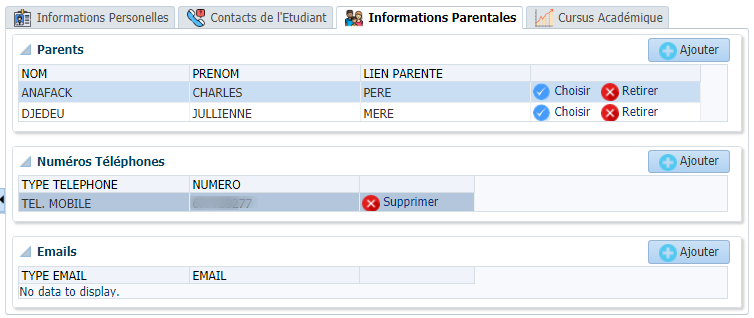 Informations Personelles Contacts de l'Etudiant Informations Parentales Cursus Académique
Parents Ajouter
NOM PRENOM LIEN PARENTE
ANAFACK CHARLES PERE Choisir Retirer
DJEDEU JULLIENNE MERE Choisir Retirer
Numéros Téléphones Ajouter
TYPE TELEPHONE NUMERO
TEL. MOBILE Supprimer
Emails Ajouter
TYPE EMAIL EMAIL
No data to display.